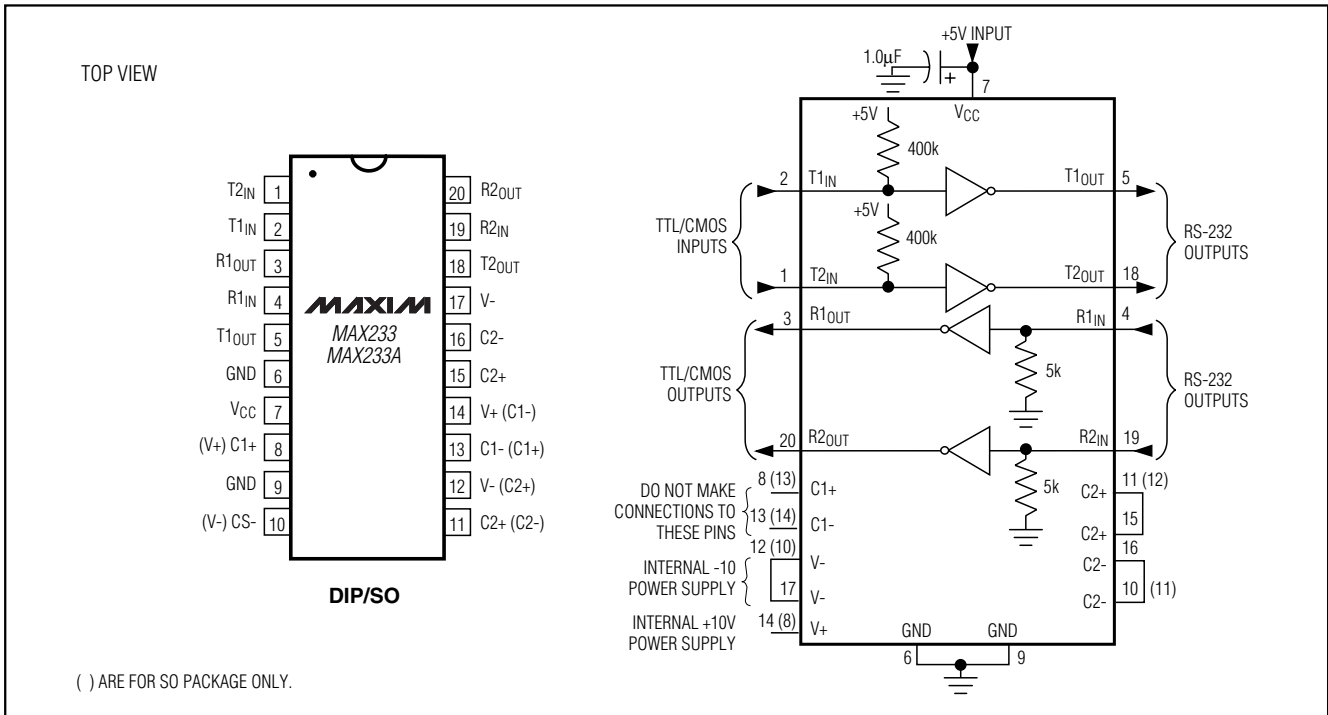 TOP VIEW
T2IN 1
T1IN 2
R1OUT 3
R1IN 4
T1OUT 5
GND 6
VCC 7
(V+) C1+ 8
GND 9
(V-) CS- 10
MAXIM
MAX233
MAX233A
20 R2OUT
19 R2IN
18 T2OUT
17 V-
16 C2-
15 C2+
14 V+ (C1-)
13 C1- (C1+)
12 V- (C2+)
11 C2+ (C2-)
DIP/SO
( ) ARE FOR SO PACKAGE ONLY.
+5V INPUT
1.0µF
+
7
VCC
+5V
400k
2 T1IN
T1OUT 5
+5V
400k
TTL/CMOS
INPUTS
RS-232
OUTPUTS
1 T2IN
T2OUT 18
3 R1OUT
R1IN 4
5k
TTL/CMOS
OUTPUTS
RS-232
OUTPUTS
20 R2OUT
R2IN 19
5k
DO NOT MAKE
CONNECTIONS TO
THESE PINS
8 (13) C1+
13 (14) C1-
INTERNAL -10
POWER SUPPLY
12 (10) V-
17 V-
INTERNAL +10V
POWER SUPPLY
14 (8) V+
C2+ 11 (12)
C2+ 15
C2- 16
C2- 10 (11)
GND GND
6 9